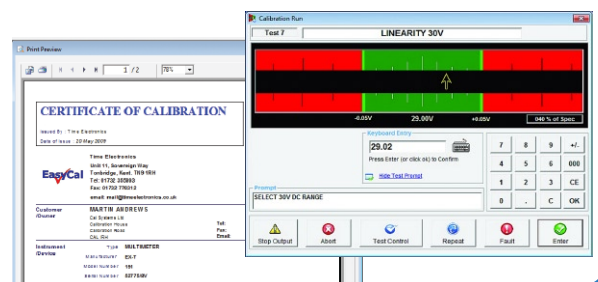 Calibration Run
Test 7
LINEARITY 30V
-0.05V
29.00V
+0.05V
040 % of Spec
Keyboard Entry
29.02
Press Enter (or click ok) to Confirm
Hide Test Prompt
Prompt
SELECT 30V DC RANGE
7 8 9 +/-
4 5 6 000
1 2 3 CE
0 . C OK
Stop Output
Abort
Test Control
Repeat
Fault
Enter
Print Preview
1 / 2
78%
CERTIFICATE OF CALIBRATION
Issued By : Time Electronics
Date of Issue 20 May 2009
EasyCal
Time Electronics
Unit 11, Sovereign Way
Tonbridge, Kent. TN9 1RH
Tel: 01732 355993
Fax: 01732 770312
email: mail@timeelectronics.co.uk
Customer
/Owner
MARTIN ANDREWS
Cal Systems Ltd
Calibration House
Calibration Road
CAL 1RH
Tel:
Fax:
Email:
Instrument
/Device
Type MULTIMETER
Manufacturer EX-T
Model Number
Serial Number